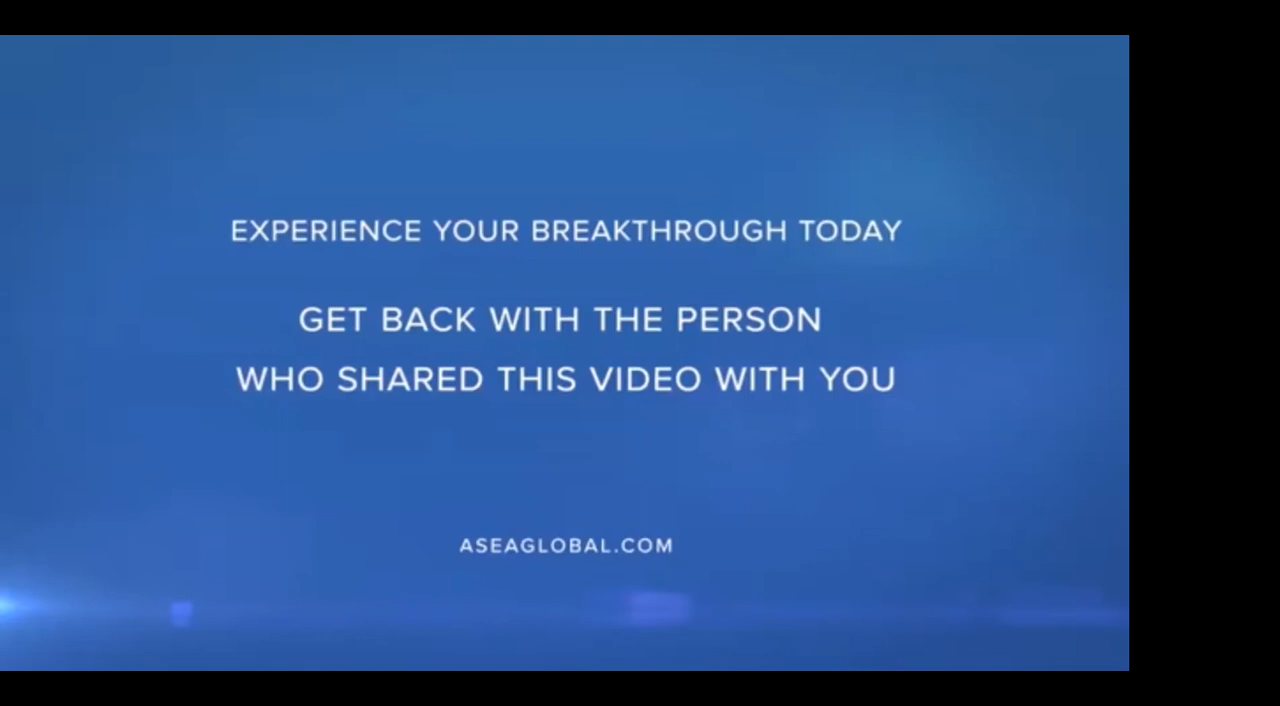 EXPERIENCE YOUR BREAKTHROUGH TODAY
GET BACK WITH THE PERSON
WHO SHARED THIS VIDEO WITH YOU
ASEAGLOBAL.COM